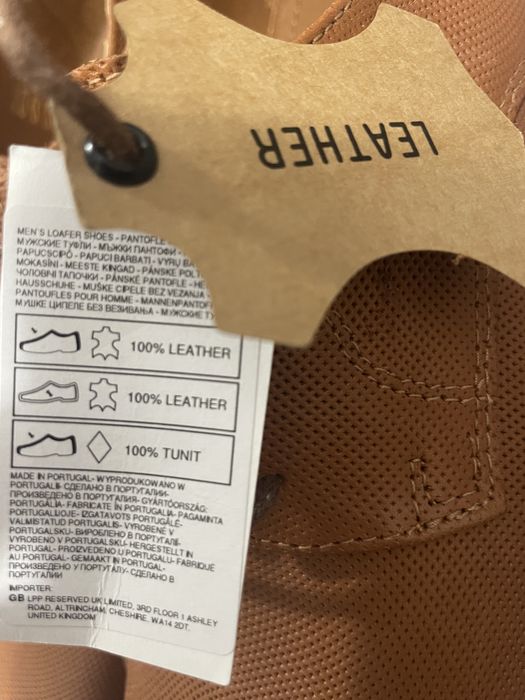 LEATHER
MEN'S LOAFER SHOES - PANTOFLE
МУЖСКИЕ ТУФЛИ - МЪЖКИ ПАНТОФИ -
PAPUCSCIPŐ - PAPUCI BARBATI - VYRŲ BA
MOKASĪNI - MEESTE KINGAD - PÁNSKE POLT
ЧОЛОВІЧІ ТАПОЧКИ - PÁNSKÉ PANTOFLE - HE
HAUSSCHUHE - MUŠKE CIPELE BEZ VEZANJA -
PANTOUFLES POUR HOMME - MANNENPANTOF
МУШКЕ ЦИПЕЛЕ БЕЗ ВЕЗИВАЊА - МУЖСКИЕ ТУ
100% LEATHER
100% LEATHER
100% TUNIT
MADE IN PORTUGAL- WYPRODUKOWANO W
PORTUGALII- СДЕЛАНО В ПОРТУГАЛИИ-
ПРОИЗВЕДЕНО В ПОРТУГАЛИЯ- GYÁRTÓORSZÁG:
PORTUGÁLIA- FABRICATE ÎN PORTUGALIA- PAGAMINTA
PORTUGALIJOJE- IZGATAVOTS PORTUGĀLĒ-
VALMISTATUD PORTUGALIS- VYROBENÉ V
PORTUGALSKU- ВИРОБЛЕНО В ПОРТУГАЛІЇ-
VYROBENO V PORTUGALSKU- HERGESTELLT IN
PORTUGAL- PROIZVEDENO U PORTUGALU- FABRIQUÉ
AU PORTUGAL- GEMAAKT IN PORTUGAL-
ПРОИЗВЕДЕНО У ПОРТУГАЛУ- СДЕЛАНО В
ПОРТУГАЛИИ
IMPORTER:
GB LPP RESERVED UK LIMITED, 3RD FLOOR 1 ASHLEY
ROAD, ALTRINCHAM, CHESHIRE, WA14 2DT,
UNITED KINGDOM